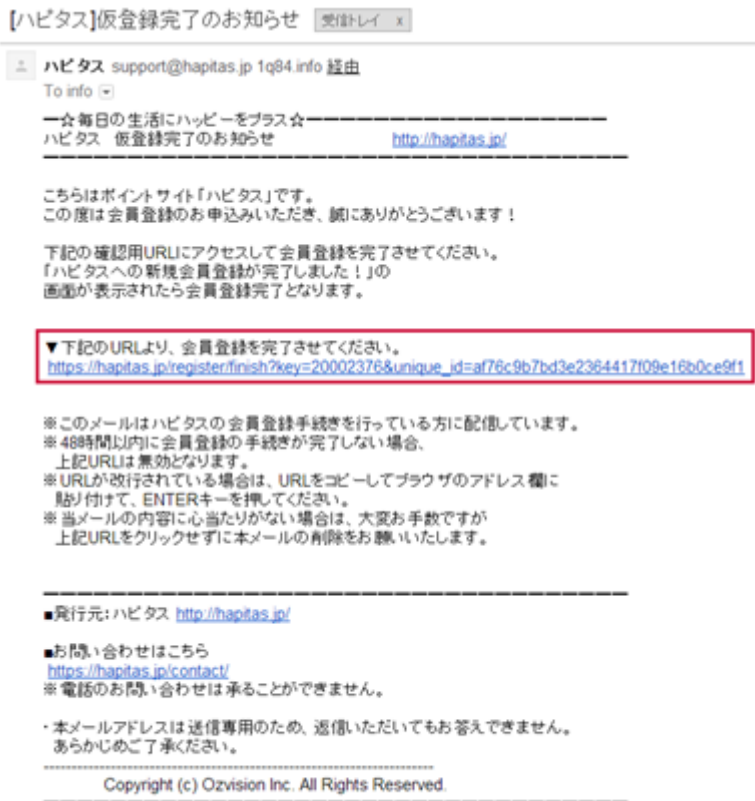 [ハピタス]仮登録完了のお知らせ 受信トレイ x
ハピタス support@hapitas.jp 1q84.info 経由
To info
ー☆毎日の生活にハッピーをプラス☆ーーーーーーーーーーーーーーーーーーー
ハピタス 仮登録完了のお知らせ http://hapitas.jp/
こちらはポイントサイト「ハピタス」です。
この度は会員登録のお申込みいただき、誠にありがとうございます！
下記の確認用URLにアクセスして会員登録を完了させてください。
「ハピタスへの新規会員登録が完了しました！」の
画面が表示されたら会員登録完了となります。
▼下記のURLより、会員登録を完了させてください。
https://hapitas.jp/register/finish?key=20002376&unique_id=af76c9b7bd3e2364417f09e16b0ce9f1
※このメールはハピタスの会員登録手続きを行っている方に配信しています。
※48時間以内に会員登録の手続きが完了しない場合、
上記URLは無効となります。
※URLが改行されている場合は、URLをコピーしてブラウザのアドレス欄に
貼り付けて、ENTERキーを押してください。
※当メールの内容に心当たりがない場合は、大変お手数ですが
上記URLをクリックせずに本メールの削除をお願いいたします。
■発行元：ハピタス http://hapitas.jp/
■お問い合わせはこちら
https://hapitas.jp/contact/
※電話のお問い合わせは承ることができません。
・本メールアドレスは送信専用のため、返信いただいてもお答えできません。
あらかじめご了承ください。
Copyright (c) Ozvision Inc. All Rights Reserved.